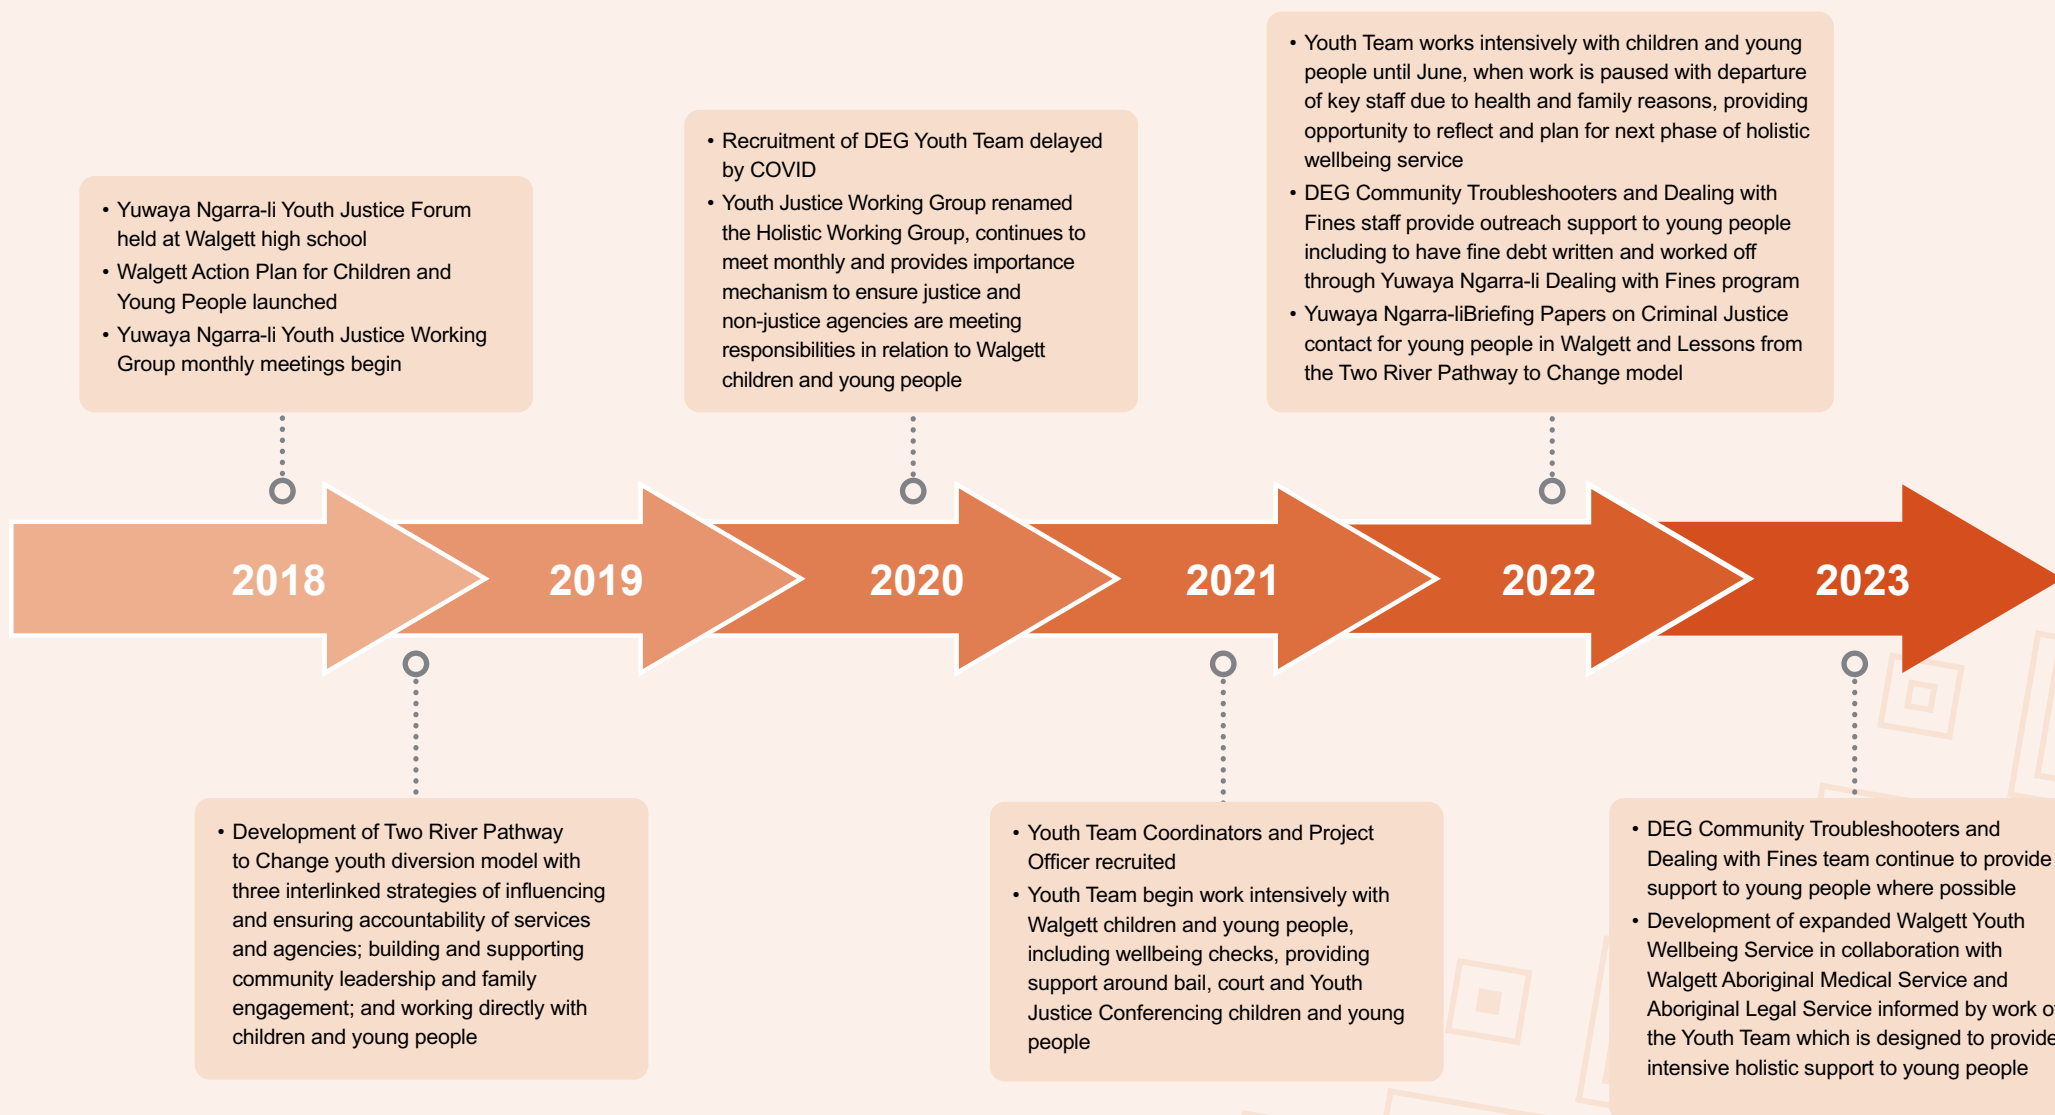 • Yuwaya Ngarra-li Youth Justice Forum
held at Walgett high school
• Walgett Action Plan for Children and
Young People launched
• Yuwaya Ngarra-li Youth Justice Working
Group monthly meetings begin
• Recruitment of DEG Youth Team delayed
by COVID
• Youth Justice Working Group renamed
the Holistic Working Group, continues to
meet monthly and provides importance
mechanism to ensure justice and
non-justice agencies are meeting
responsibilities in relation to Walgett
children and young people
• Youth Team works intensively with children and young
people until June, when work is paused with departure
of key staff due to health and family reasons, providing
opportunity to reflect and plan for next phase of holistic
wellbeing service
• DEG Community Troubleshooters and Dealing with
Fines staff provide outreach support to young people
including to have fine debt written and worked off
through Yuwaya Ngarra-li Dealing with Fines program
• Yuwaya Ngarra-liBriefing Papers on Criminal Justice
contact for young people in Walgett and Lessons from
the Two River Pathway to Change model
2018
2019
2020
2021
2022
2023
• Development of Two River Pathway
to Change youth diversion model with
three interlinked strategies of influencing
and ensuring accountability of services
and agencies; building and supporting
community leadership and family
engagement; and working directly with
children and young people
• Youth Team Coordinators and Project
Officer recruited
• Youth Team begin work intensively with
Walgett children and young people,
including wellbeing checks, providing
support around bail, court and Youth
Justice Conferencing children and young
people
• DEG Community Troubleshooters and
Dealing with Fines team continue to provide
support to young people where possible
• Development of expanded Walgett Youth
Wellbeing Service in collaboration with
Walgett Aboriginal Medical Service and
Aboriginal Legal Service informed by work of
the Youth Team which is designed to provide
intensive holistic support to young people